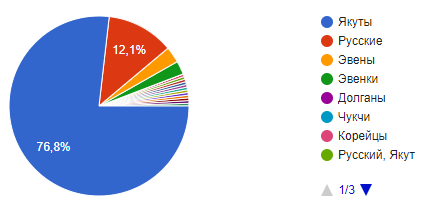 Якуты
Русские
Эвены
Эвенки
Долганы
Чукчи
Корейцы
Русский, Якут
1/3
12,1%
76,8%